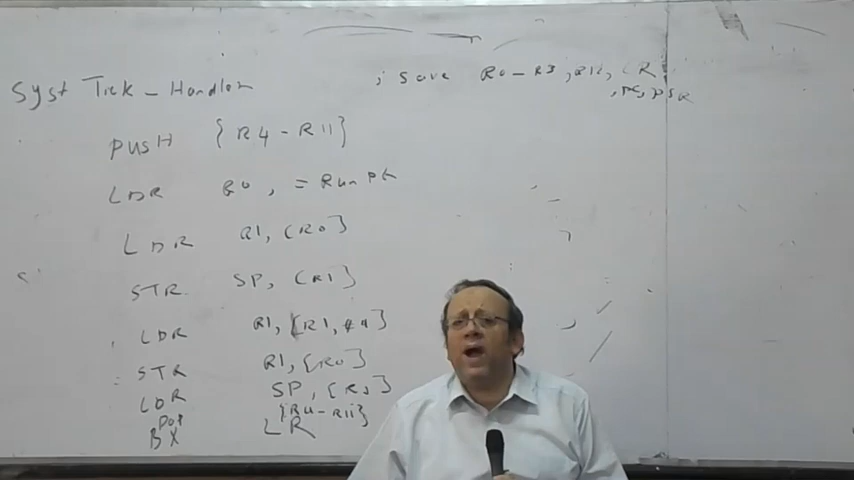 SysTTick_Handler ; save R0-R3, R12, LR
, PC, PSR
PUSH {R4-R11}
LDR R0, =RunPt
LDR R1, [R0]
STR SP, [R1]
LDR R1, [R1, #4]
STR R1, [R0]
LDR SP, [R1]
POP {R4-R11}
BX LR